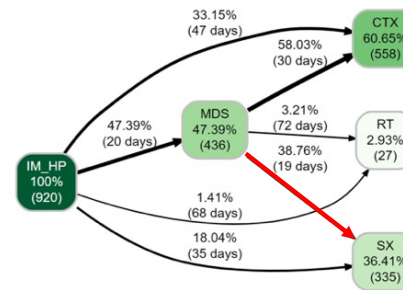 33.15%
(47 days)
CTX
60.65%
(558)
58.03%
(30 days)
47.39%
(20 days)
MDS
47.39%
(436)
3.21%
(72 days)
RT
2.93%
(27)
38.76%
(19 days)
IM_HP
100%
(920)
1.41%
(68 days)
18.04%
(35 days)
SX
36.41%
(335)